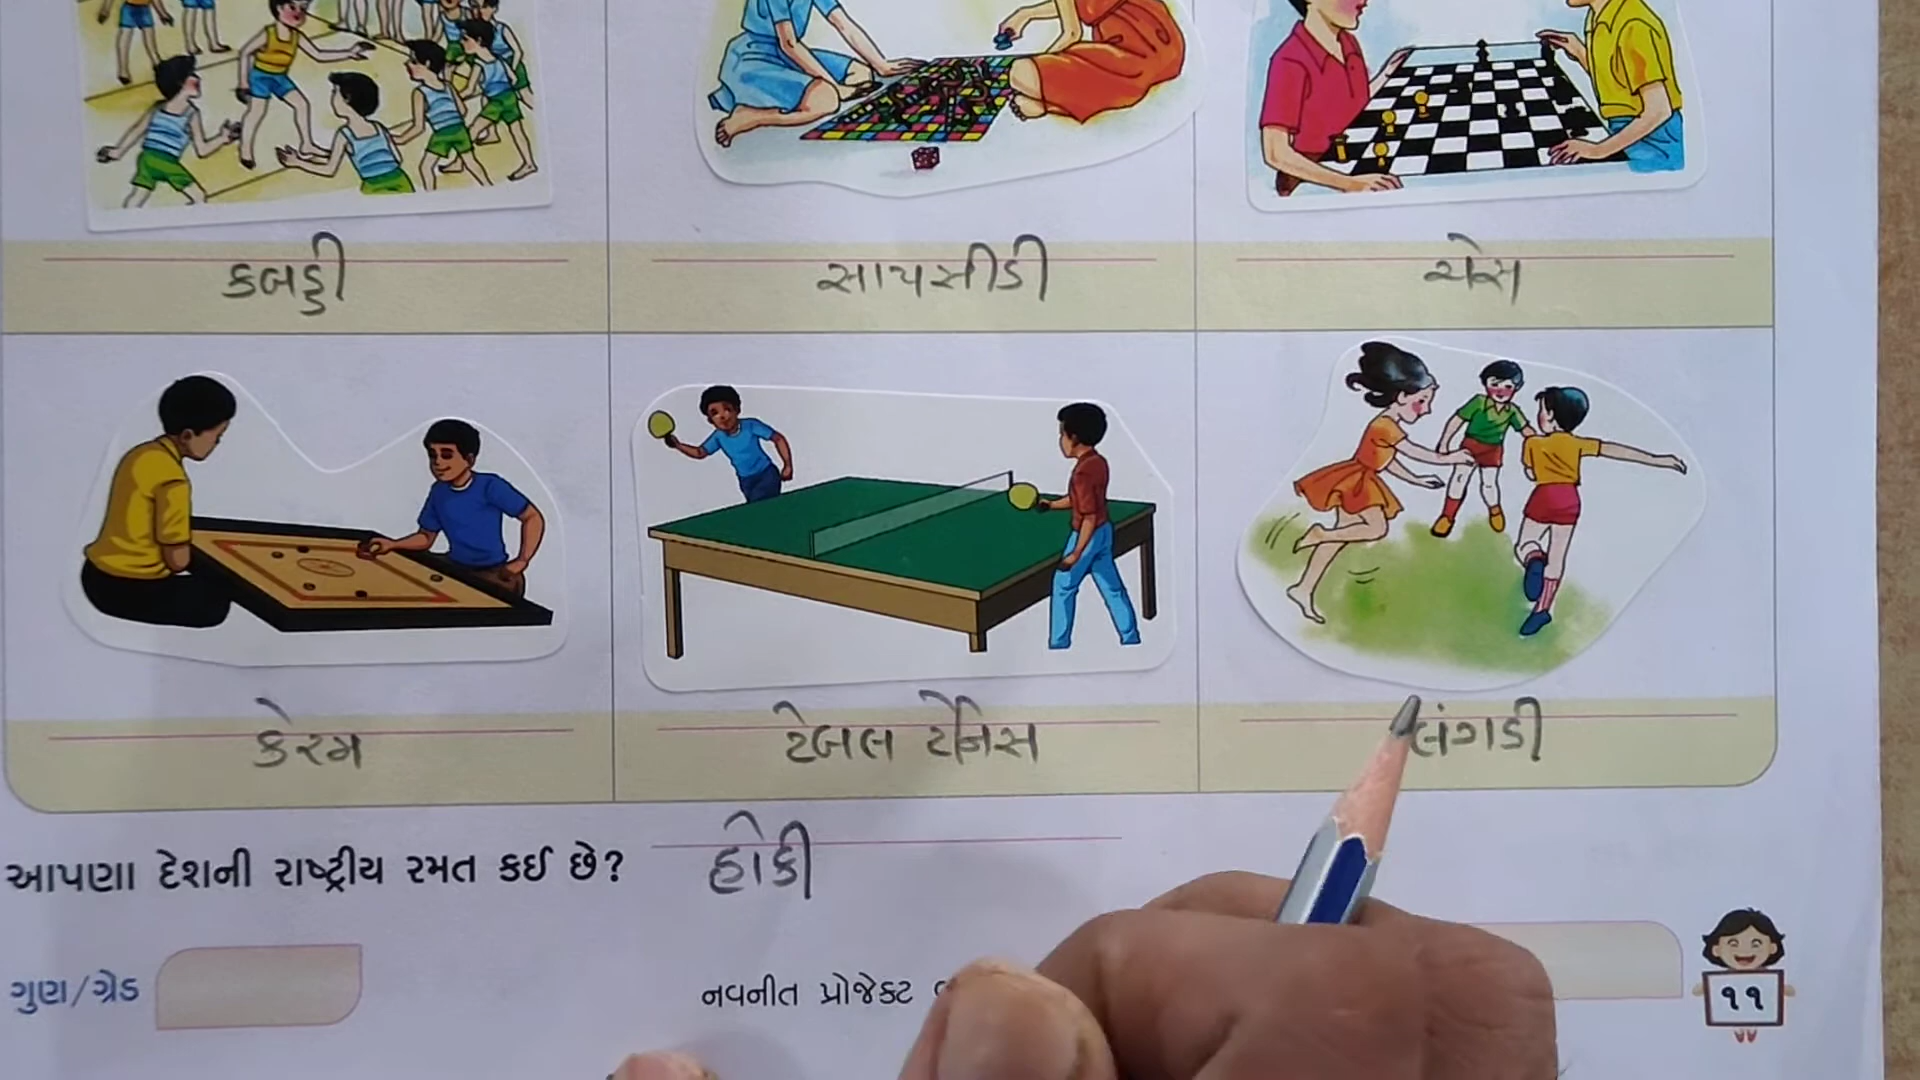 કબડ્ડી સાપસીડી ચેસ
કેરમ ટેબલ ટેનિસ લંગડી
આપણા દેશની રાષ્ટ્રીય રમત કઈ છે? હોકી
ગુણ/ગ્રેડ નવનીત પ્રોજેક્ટ ૧૧